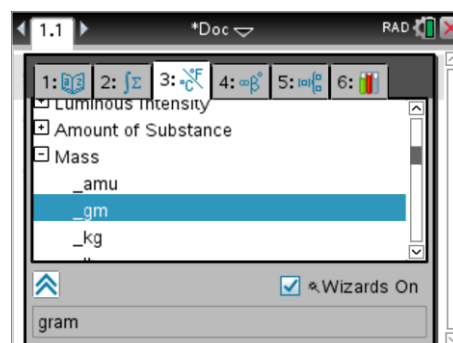 1.1 *Doc RAD
1: 2: ∫Σ 3: °C °F 4: ∞β° 5: 6:
Luminous Intensity
Amount of Substance
Mass
_amu
_gm
_kg
Wizards On
gram